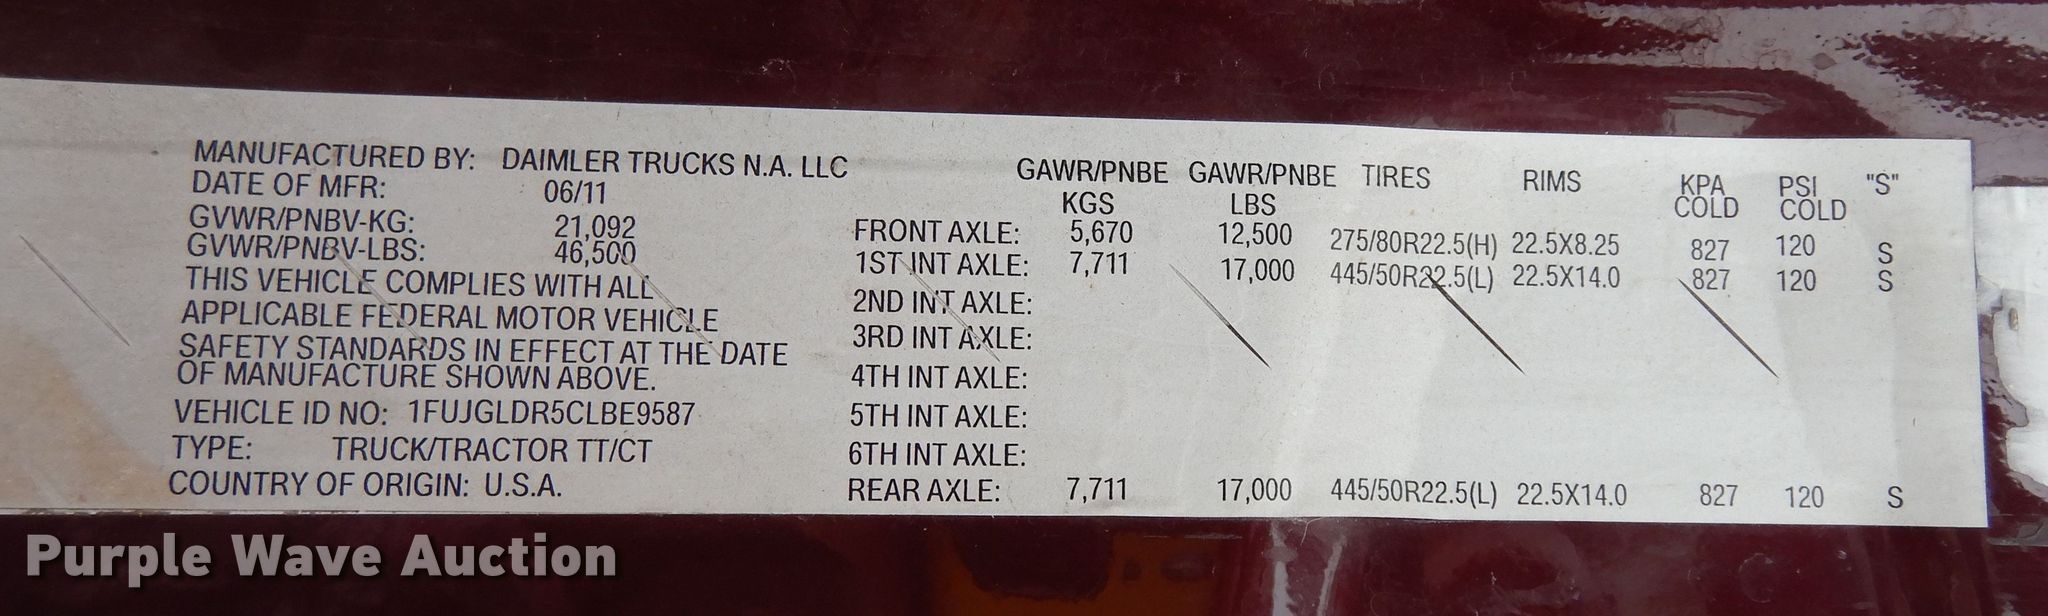 MANUFACTURED BY: DAIMLER TRUCKS N.A. LLC
DATE OF MFR: 06/11
GVWR/PNBV-KG: 21,092
GVWR/PNBV-LBS: 46,500
THIS VEHICLE COMPLIES WITH ALL
APPLICABLE FEDERAL MOTOR VEHICLE
SAFETY STANDARDS IN EFFECT AT THE DATE
OF MANUFACTURE SHOWN ABOVE.
VEHICLE ID NO: 1FUJGLDR5CLBE9587
TYPE: TRUCK/TRACTOR TT/CT
COUNTRY OF ORIGIN: U.S.A.
GAWR/PNBE GAWR/PNBE TIRES RIMS KPA PSI "S"
KGS LBS COLD COLD
FRONT AXLE: 5,670 12,500 275/80R22.5(H) 22.5X8.25 827 120 S
1ST INT AXLE: 7,711 17,000 445/50R22.5(L) 22.5X14.0 827 120 S
2ND INT AXLE:
3RD INT AXLE:
4TH INT AXLE:
5TH INT AXLE:
6TH INT AXLE:
REAR AXLE: 7,711 17,000 445/50R22.5(L) 22.5X14.0 827 120 S
Purple Wave Auction